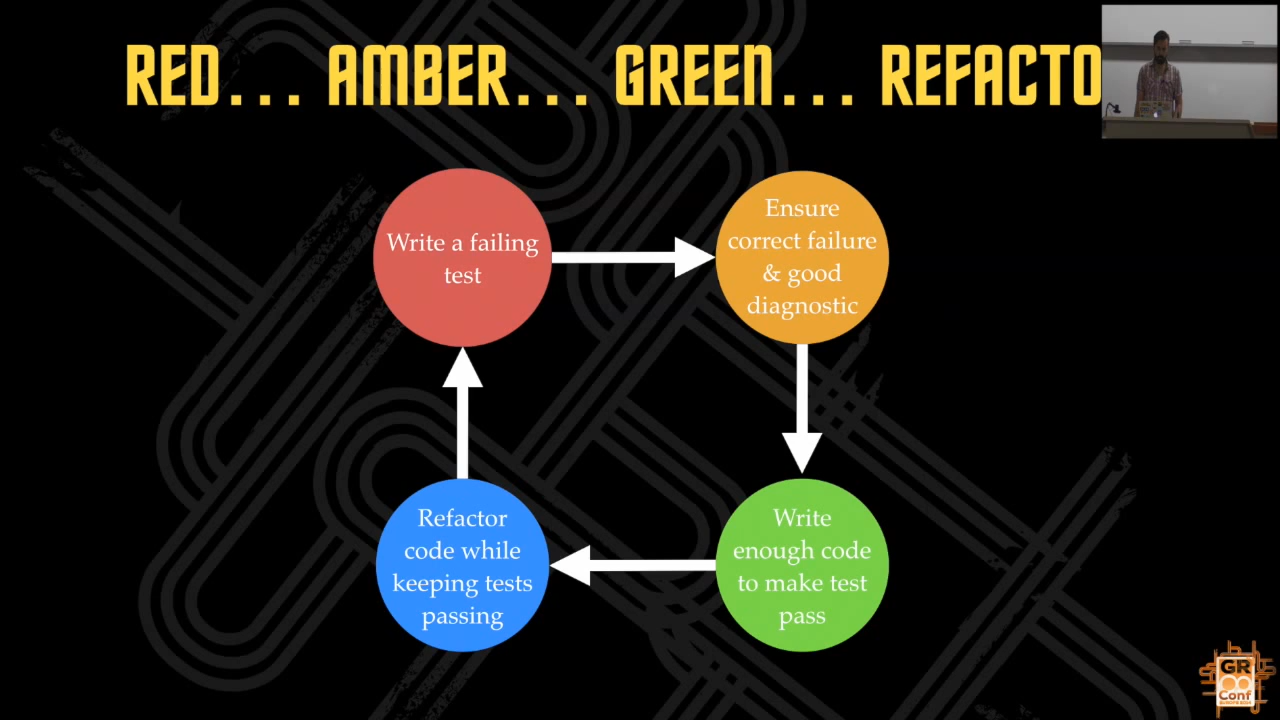 RED... AMBER... GREEN... REFACTO
Write a failing
test
Ensure
correct failure
& good
diagnostic
Refactor
code while
keeping tests
passing
Write
enough code
to make test
pass
GR
Conf